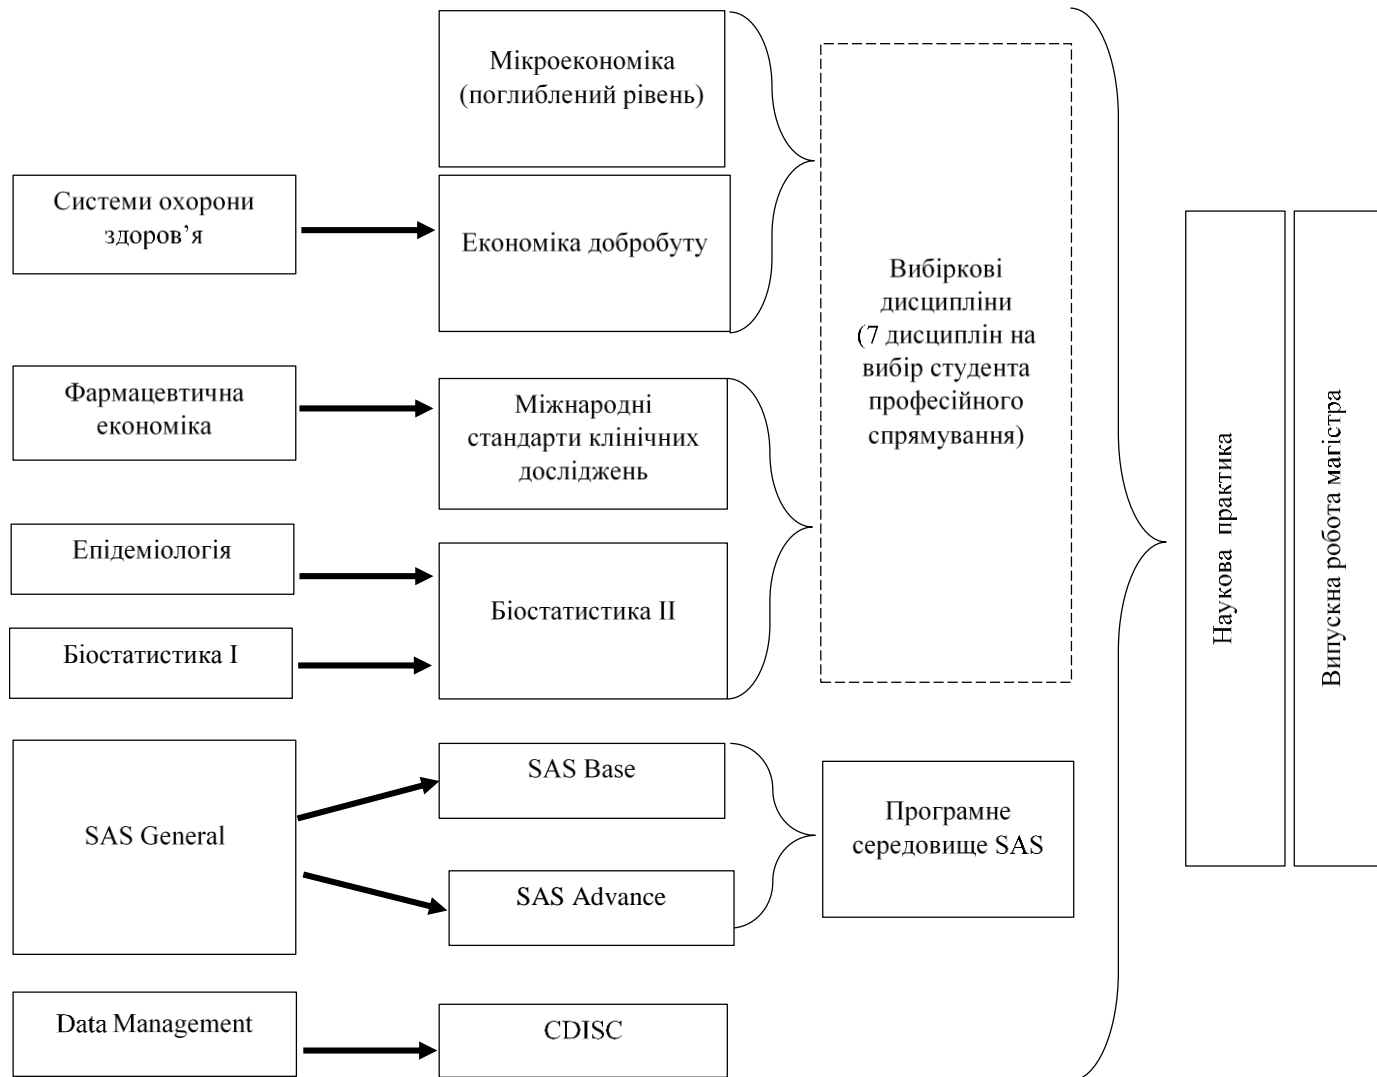 Мікроекономіка
(поглиблений рівень)
Системи охорони
здоров’я
Економіка добробуту
Вибіркові
дисципліни
(7 дисциплін на
вибір студента
професійного
спрямування)
Фармацевтична
економіка
Міжнародні
стандарти клінічних
досліджень
Епідеміологія
Біостатистика ІІ
Біостатистика І
SAS General
SAS Base
SAS Advance
Програмне
середовище SAS
Data Management
CDISC
Наукова практика
Випускна робота магістра